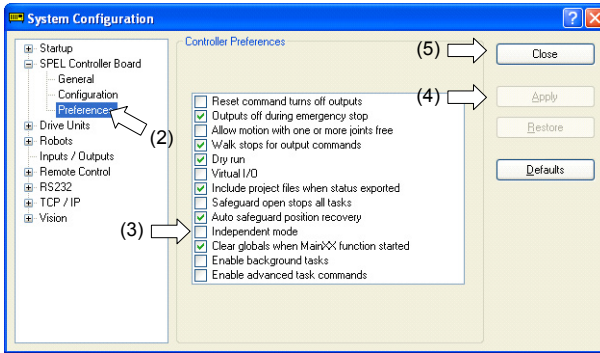 System Configuration
Startup
SPEL Controller Board
General
Configuration
Preferences
Drive Units
Robots
Inputs / Outputs
Remote Control
RS232
TCP / IP
Vision
(2)
Controller Preferences
Reset command turns off outputs
Outputs off during emergency stop
Allow motion with one or more joints free
Walk stops for output commands
Dry run
Virtual I/O
Include project files when status exported
Safeguard open stops all tasks
Auto safeguard position recovery
(3)
Independent mode
Clear globals when MainXX function started
Enable background tasks
Enable advanced task commands
(5)
Close
(4)
Apply
Restore
Defaults